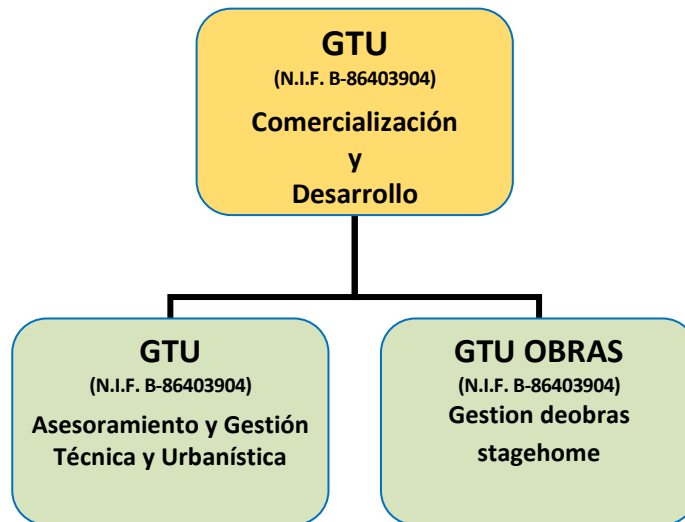 GTU
(N.I.F. B-86403904)
Comercialización
y
Desarrollo
GTU
(N.I.F. B-86403904)
Asesoramiento y Gestión
Técnica y Urbanística
GTU OBRAS
(N.I.F. B-86403904)
Gestion deobras
stagehome